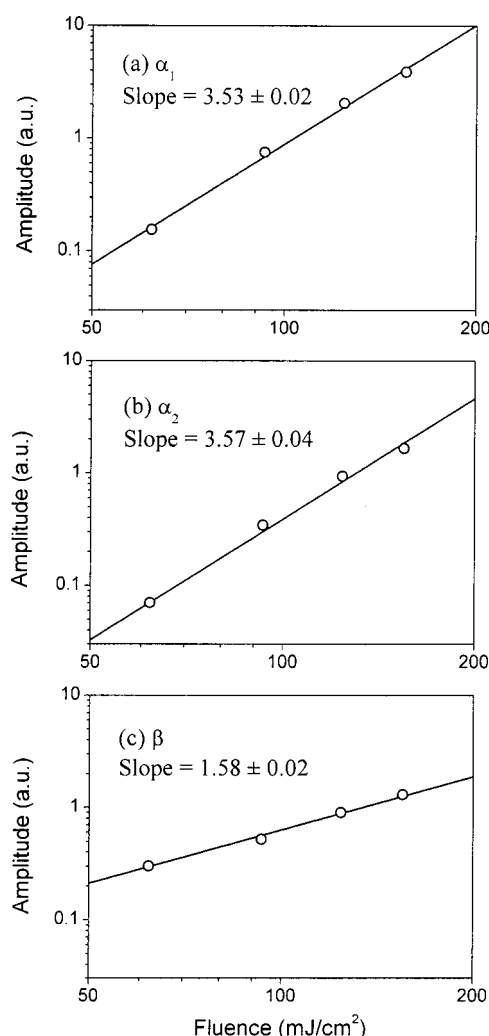 10
(a) α₁
Slope = 3.53 ± 0.02
1
Amplitude (a.u.)
0.1
50
100
200
10
(b) α₂
Slope = 3.57 ± 0.04
1
Amplitude (a.u.)
0.1
50
100
200
10
(c) β
Slope = 1.58 ± 0.02
1
Amplitude (a.u.)
0.1
50
100
200
Fluence (mJ/cm²)